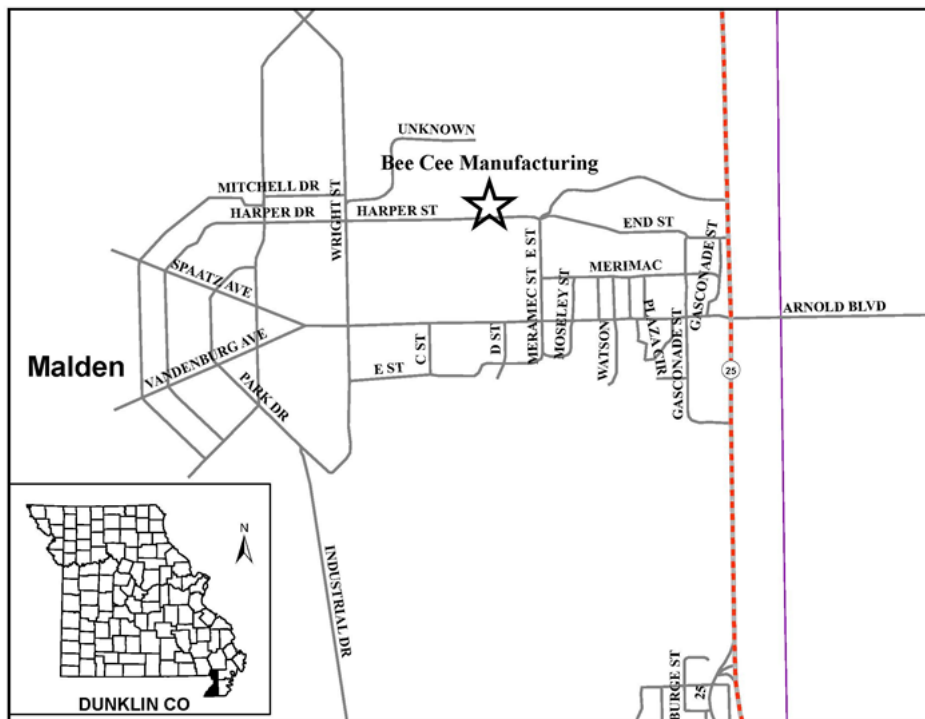 UNKNOWN
Bee Cee Manufacturing
MITCHELL DR
HARPER DR
WRIGHT ST
HARPER ST
END ST
GASCONADE ST
MERAMEC ST E ST
MOSELEY ST
MERIMAC
SPAATZ AVE
ARNOLD BLVD
C ST
D ST
WATSON
PLAZA CIR
GASCONADE ST
VANDENBURG AVE
Malden
E ST
PARK DR
25
N
INDUSTRIAL DR
BURGE ST
25
DUNKLIN CO